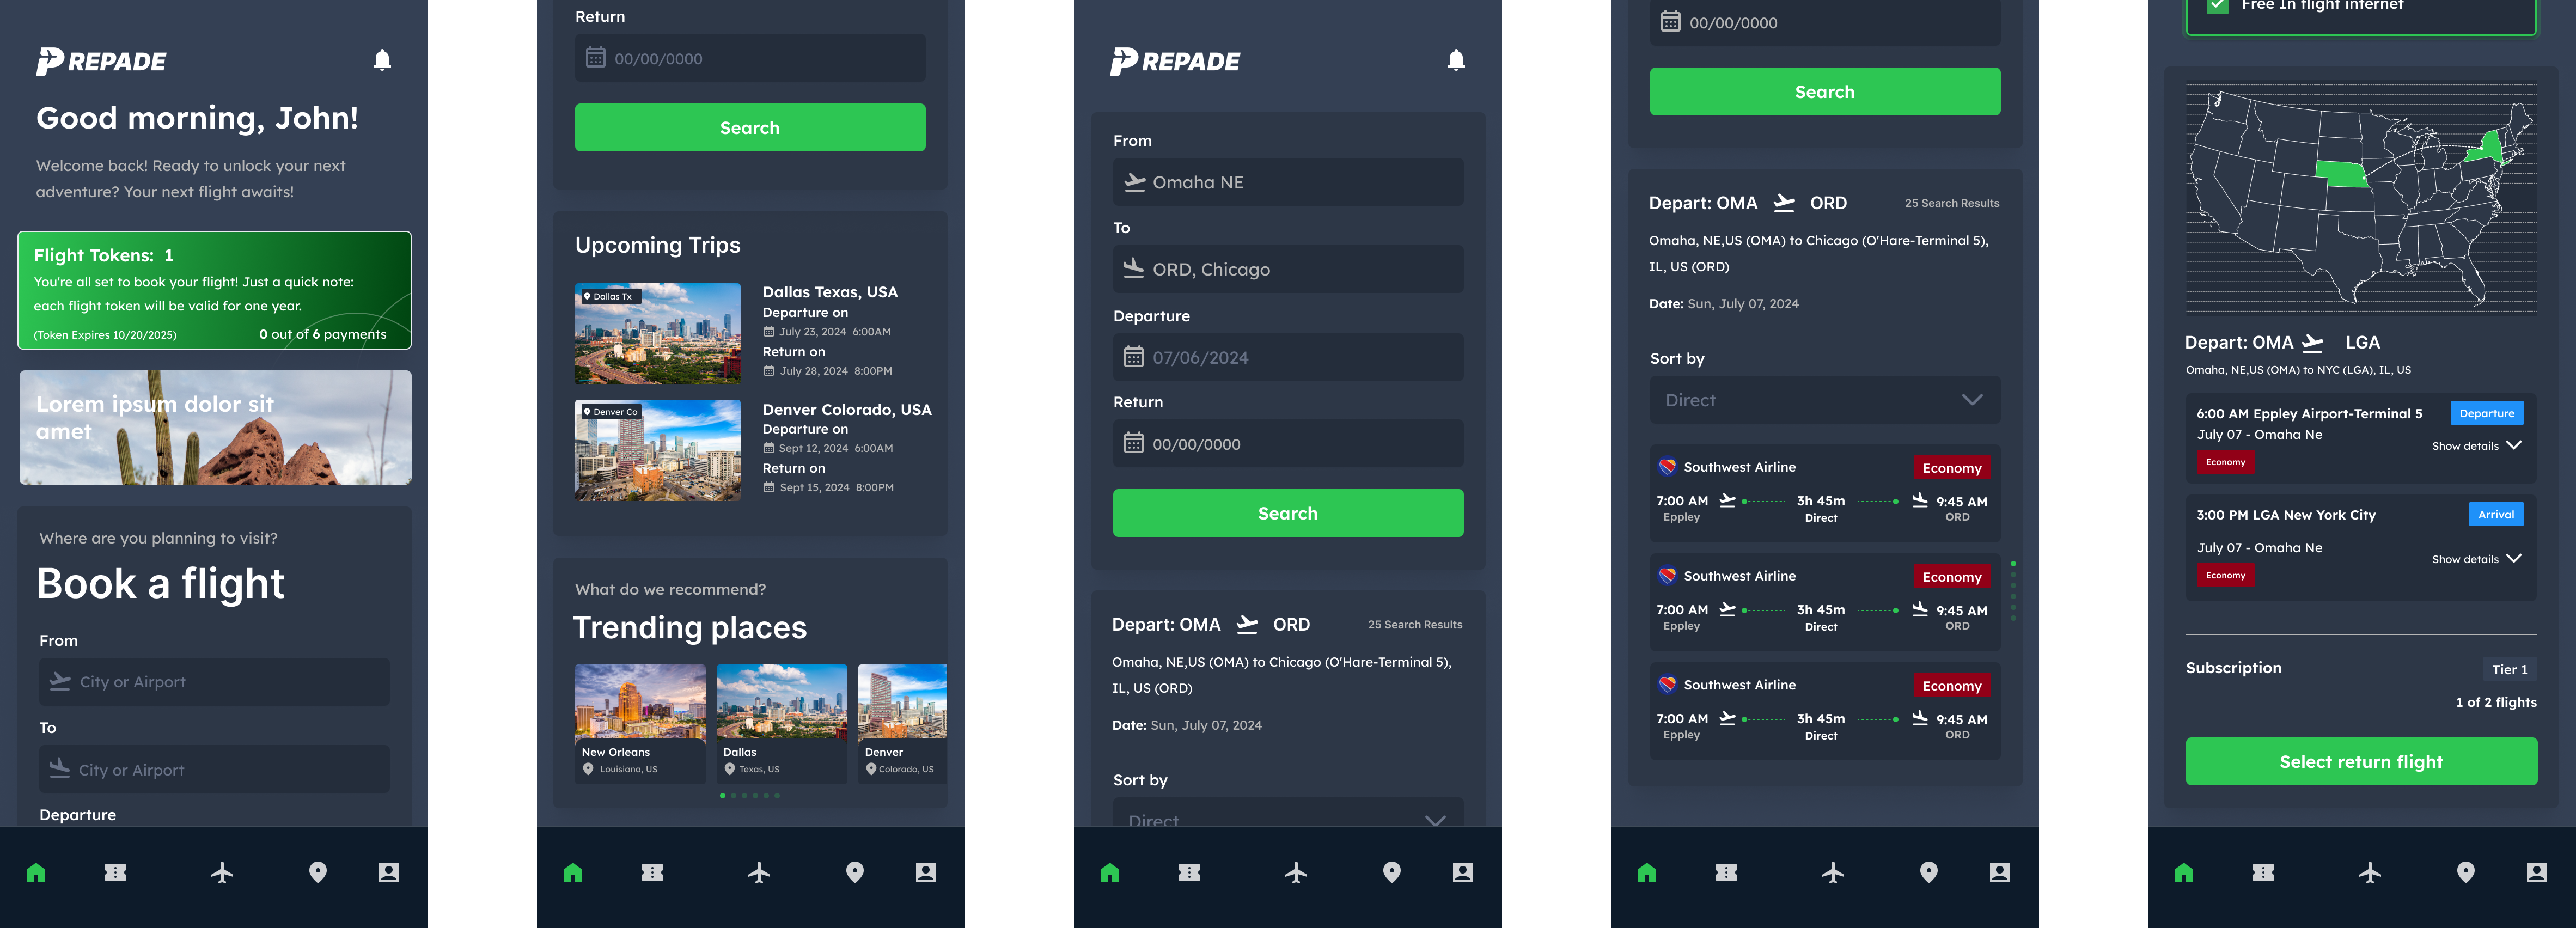 PREPADE
Good morning, John!
Welcome back! Ready to unlock your next
adventure? Your next flight awaits!
Flight Tokens: 1
You're all set to book your flight! Just a quick note:
each flight token will be valid for one year.
(Token Expires 10/20/2025)
0 out of 6 payments
Lorem ipsum dolor sit
amet
Where are you planning to visit?
Book a flight
From
City or Airport
To
City or Airport
Departure
Return
00/00/0000
Search
Upcoming Trips
Dallas Tx
Dallas Texas, USA
Departure on
July 23, 2024 6:00AM
Return on
July 28, 2024 8:00PM
Denver Co
Denver Colorado, USA
Departure on
Sept 12, 2024 6:00AM
Return on
Sept 15, 2024 8:00PM
What do we recommend?
Trending places
New Orleans
Louisiana, US
Dallas
Texas, US
Denver
Colorado, US
PREPADE
From
Omaha NE
To
ORD, Chicago
Departure
07/06/2024
Return
00/00/0000
Search
Depart: OMA ORD
25 Search Results
Omaha, NE,US (OMA) to Chicago (O'Hare-Terminal 5),
IL, US (ORD)
Date: Sun, July 07, 2024
Sort by
Direct
00/00/0000
Search
Depart: OMA ORD
25 Search Results
Omaha, NE,US (OMA) to Chicago (O'Hare-Terminal 5),
IL, US (ORD)
Date: Sun, July 07, 2024
Sort by
Direct
Southwest Airline
Economy
7:00 AM 3h 45m 9:45 AM
Eppley Direct ORD
Southwest Airline
Economy
7:00 AM 3h 45m 9:45 AM
Eppley Direct ORD
Southwest Airline
Economy
7:00 AM 3h 45m 9:45 AM
Eppley Direct ORD
Free In flight internet
Depart: OMA LGA
Omaha, NE,US (OMA) to NYC (LGA), IL, US
6:00 AM Eppley Airport-Terminal 5
Departure
July 07 - Omaha Ne
Show details
Economy
3:00 PM LGA New York City
Arrival
July 07 - Omaha Ne
Show details
Economy
Subscription
Tier 1
1 of 2 flights
Select return flight